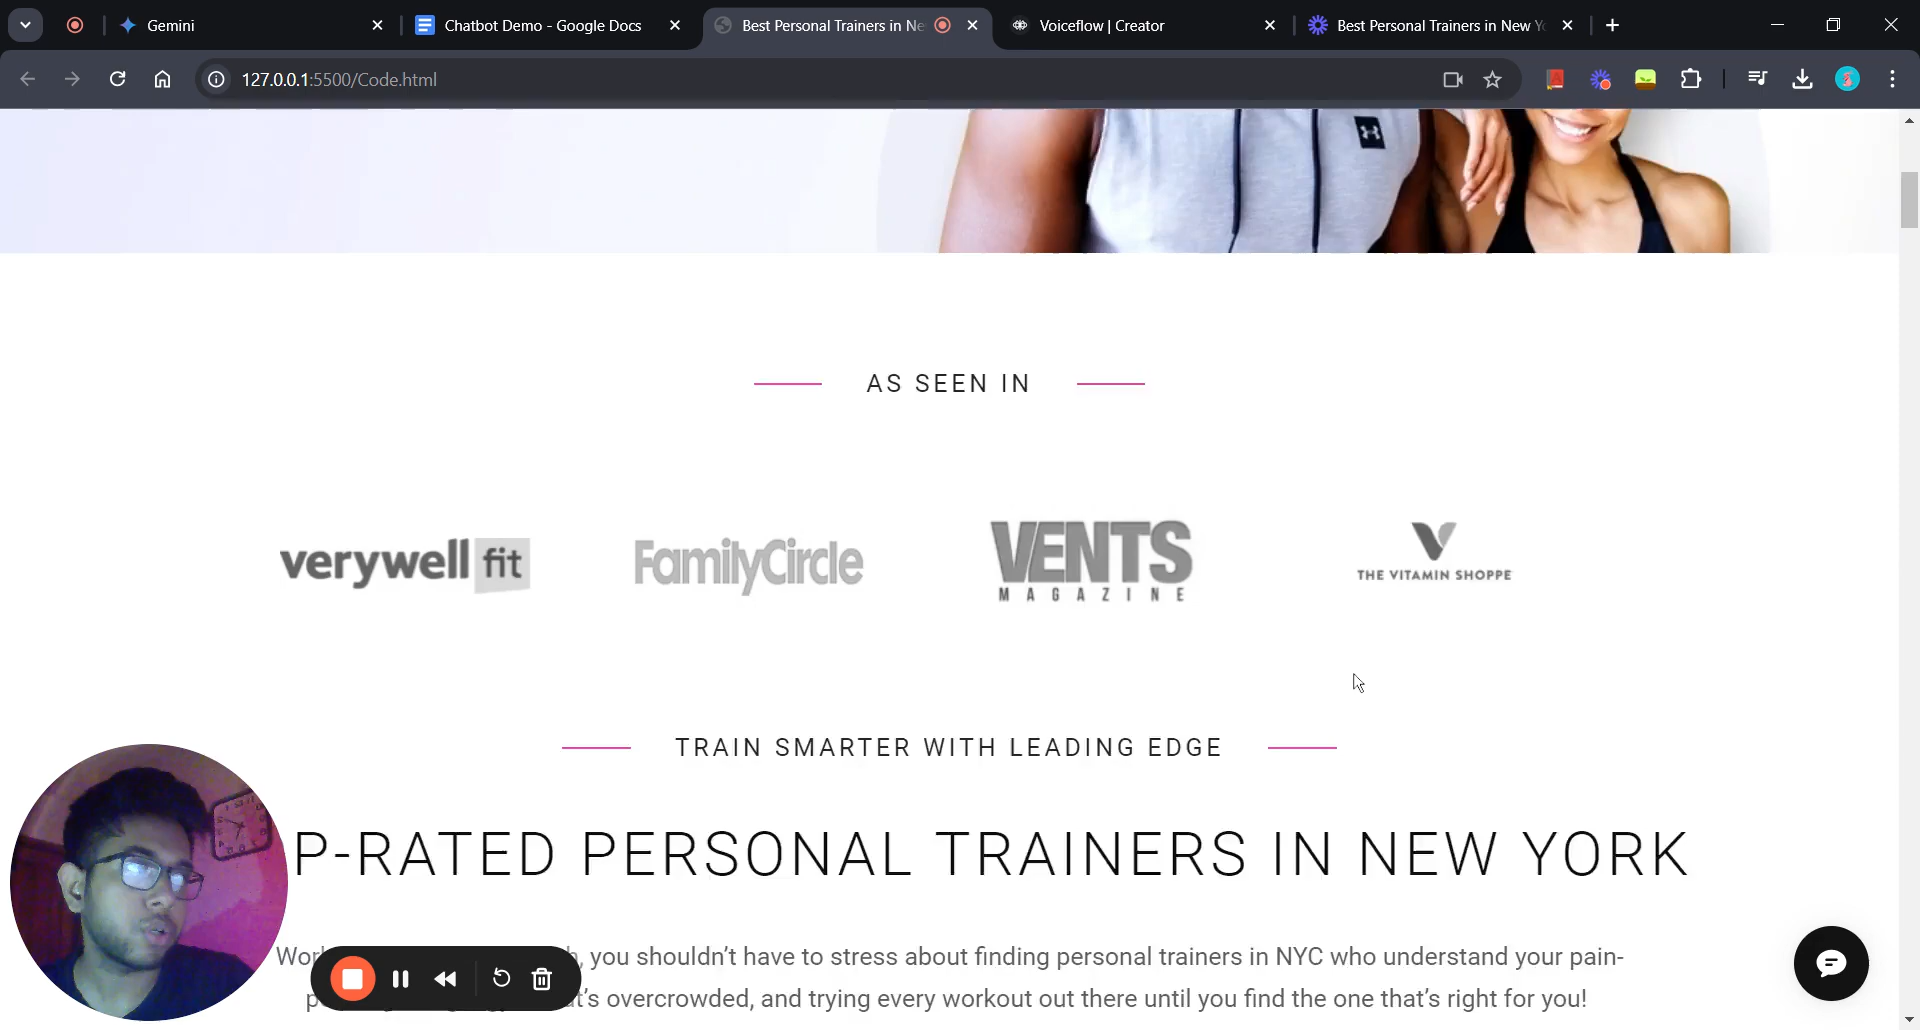 Gemini
Chatbot Demo - Google Docs
Best Personal Trainers in Ne
Voiceflow | Creator
Best Personal Trainers in New Yo
127.0.0.1:5500/Code.html
AS SEEN IN
verywell fit
FamilyCircle
VENTS
MAGAZINE
THE VITAMIN SHOPPE
TRAIN SMARTER WITH LEADING EDGE
P-RATED PERSONAL TRAINERS IN NEW YORK
you shouldn’t have to stress about finding personal trainers in NYC who understand your pain-
overcrowded, and trying every workout out there until you find the one that’s right for you!